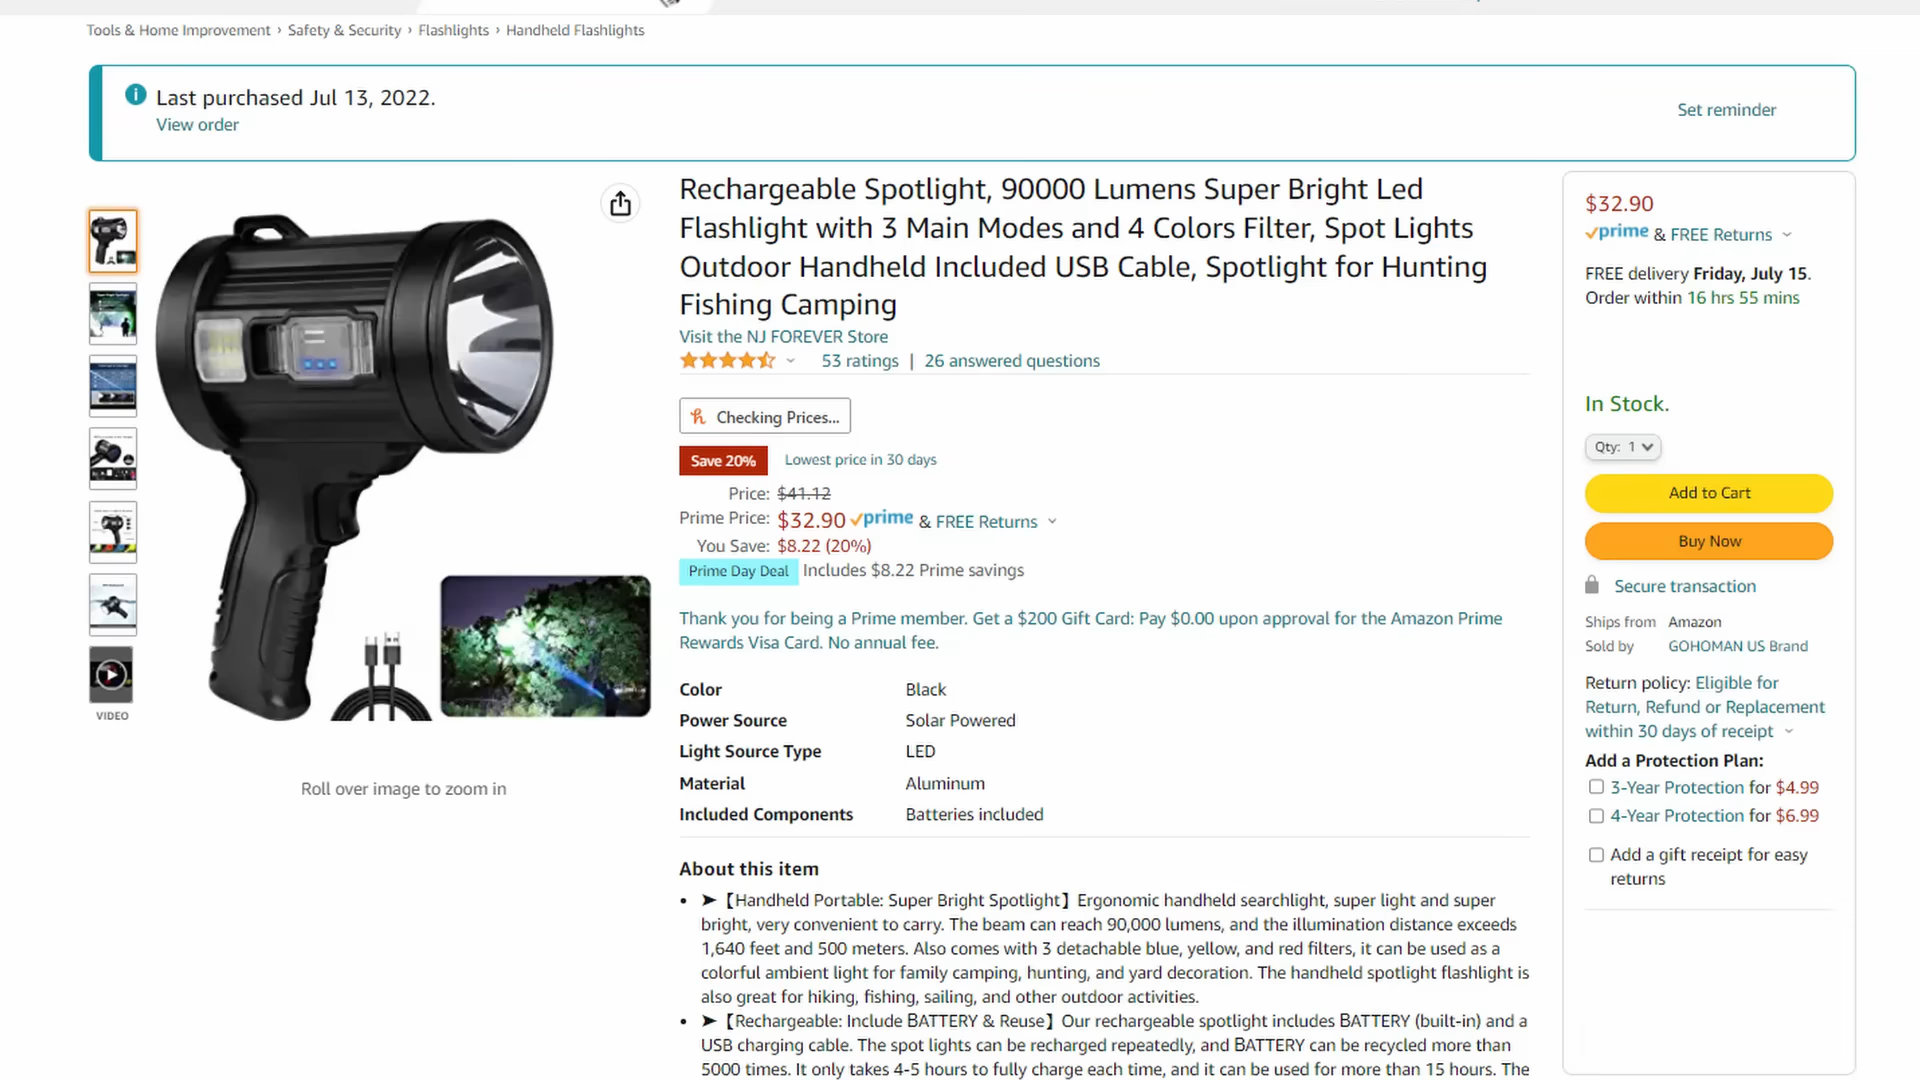 Tools & Home Improvement › Safety & Security › Flashlights › Handheld Flashlights
Last purchased Jul 13, 2022.
View order
Set reminder
VIDEO
Roll over image to zoom in
Rechargeable Spotlight, 90000 Lumens Super Bright Led
Flashlight with 3 Main Modes and 4 Colors Filter, Spot Lights
Outdoor Handheld Included USB Cable, Spotlight for Hunting
Fishing Camping
Visit the NJ FOREVER Store
53 ratings | 26 answered questions
Checking Prices...
Save 20% Lowest price in 30 days
Price: $41.12
Prime Price: $32.90 prime & FREE Returns
You Save: $8.22 (20%)
Prime Day Deal Includes $8.22 Prime savings
Thank you for being a Prime member. Get a $200 Gift Card: Pay $0.00 upon approval for the Amazon Prime
Rewards Visa Card. No annual fee.
Color Black
Power Source Solar Powered
Light Source Type LED
Material Aluminum
Included Components Batteries included
About this item
• ➤【Handheld Portable: Super Bright Spotlight】Ergonomic handheld searchlight, super light and super
bright, very convenient to carry. The beam can reach 90,000 lumens, and the illumination distance exceeds
1,640 feet and 500 meters. Also comes with 3 detachable blue, yellow, and red filters, it can be used as a
colorful ambient light for family camping, hunting, and yard decoration. The handheld spotlight flashlight is
also great for hiking, fishing, sailing, and other outdoor activities.
• ➤【Rechargeable: Include BATTERY & Reuse】Our rechargeable spotlight includes BATTERY (built-in) and a
USB charging cable. The spot lights can be recharged repeatedly, and BATTERY can be recycled more than
5000 times. It only takes 4-5 hours to fully charge each time, and it can be used for more than 15 hours. The
$32.90
prime & FREE Returns
FREE delivery Friday, July 15.
Order within 16 hrs 55 mins
In Stock.
Qty: 1
Add to Cart
Buy Now
Secure transaction
Ships from Amazon
Sold by GOHOMAN US Brand
Return policy: Eligible for
Return, Refund or Replacement
within 30 days of receipt
Add a Protection Plan:
3-Year Protection for $4.99
4-Year Protection for $6.99
Add a gift receipt for easy
returns